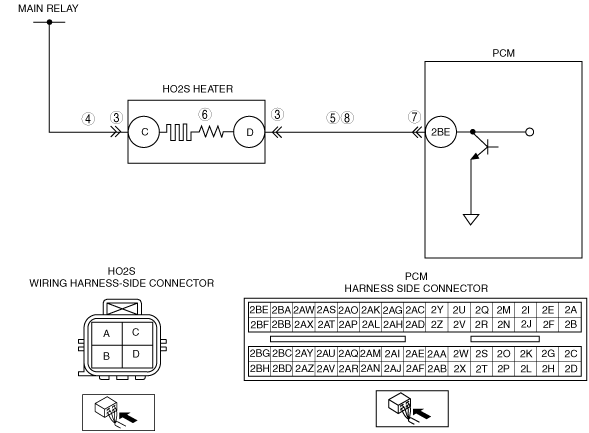 MAIN RELAY
PCM
HO2S HEATER
④ ③ C ⑥ D ③ ⑤ ⑧ ⑦ 2BE
HO2S
WIRING HARNESS-SIDE CONNECTOR
A C
B D
PCM
HARNESS SIDE CONNECTOR
2BE 2BA 2AW 2AS 2AO 2AK 2AG 2AC 2Y 2U 2Q 2M 2I 2E 2A
2BF 2BB 2AX 2AT 2AP 2AL 2AH 2AD 2Z 2V 2R 2N 2J 2F 2B
2BG 2BC 2AY 2AU 2AQ 2AM 2AI 2AE 2AA 2W 2S 2O 2K 2G 2C
2BH 2BD 2AZ 2AV 2AR 2AN 2AJ 2AF 2AB 2X 2T 2P 2L 2H 2D